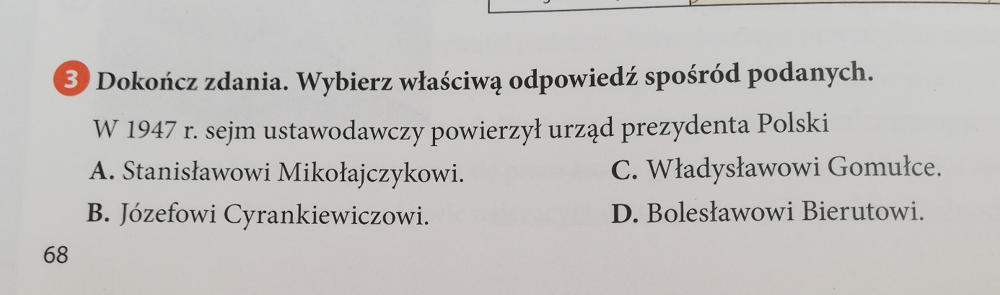 3 Dokończ zdania. Wybierz właściwą odpowiedź spośród podanych.
W 1947 r. sejm ustawodawczy powierzył urząd prezydenta Polski
A. Stanisławowi Mikołajczykowi.
C. Władysławowi Gomułce.
B. Józefowi Cyrankiewiczowi.
D. Bolesławowi Bierutowi.
68